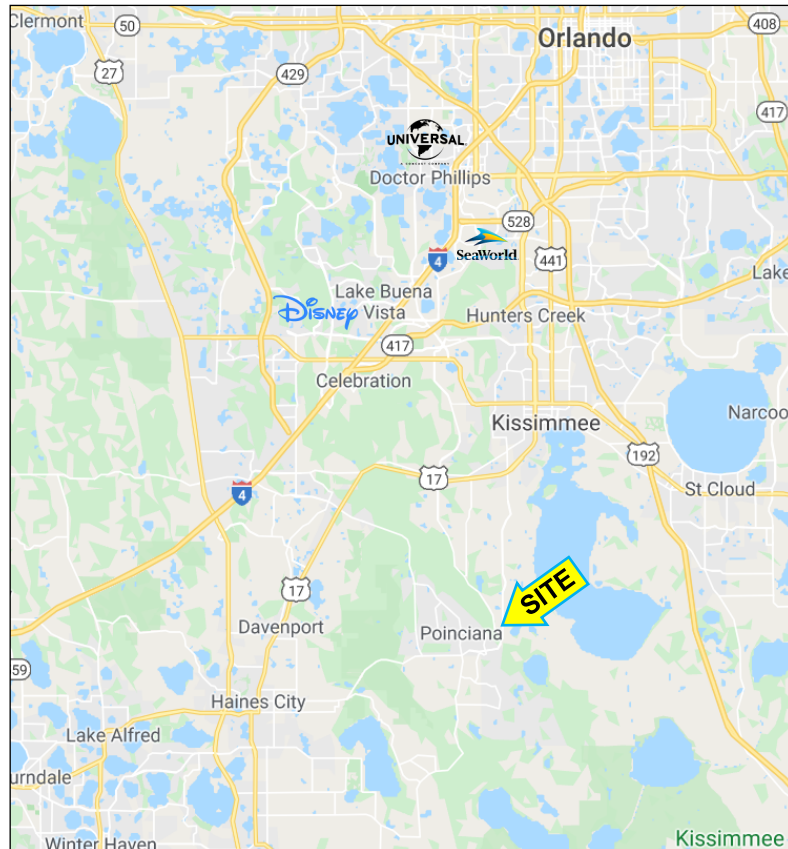 Clermont
50
Orlando
408
27
429
417
UNIVERSAL
A COMCAST COMPANY
Doctor Phillips
528
SeaWorld
4
441
Lake
Lake Buena
Vista
DISNEY
Hunters Creek
417
Celebration
Narcoo
Kissimmee
192
17
St Cloud
4
SITE
17
Davenport
Poinciana
59
Haines City
Lake Alfred
urndale
Winter Haven
Kissimmee